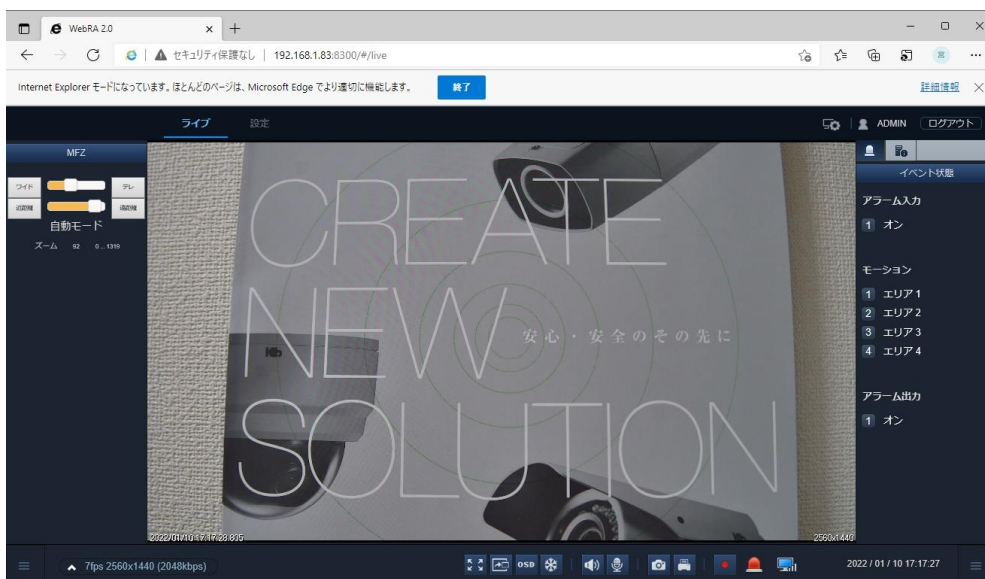 WebRA 2.0
セキュリティ保護なし | 192.168.1.83:8300/#/live
Internet Explorer モードになっています。ほとんどのページは、Microsoft Edge でより適切に機能します。 終了 詳細情報
ライブ 設定 ADMIN ログアウト
MFZ
ワイド テレ
近距離 遠距離
自動モード
ズーム 92 0...1319
CREATE
NEW
安心・安全のその先に
SOLUTION
2022/01/10 17:17:28.835
2560x1440
イベント状態
アラーム入力
1 オン
モーション
1 エリア 1
2 エリア 2
3 エリア 3
4 エリア 4
アラーム出力
1 オン
7fps 2560x1440 (2048kbps) OSD 2022 / 01 / 10 17:17:27